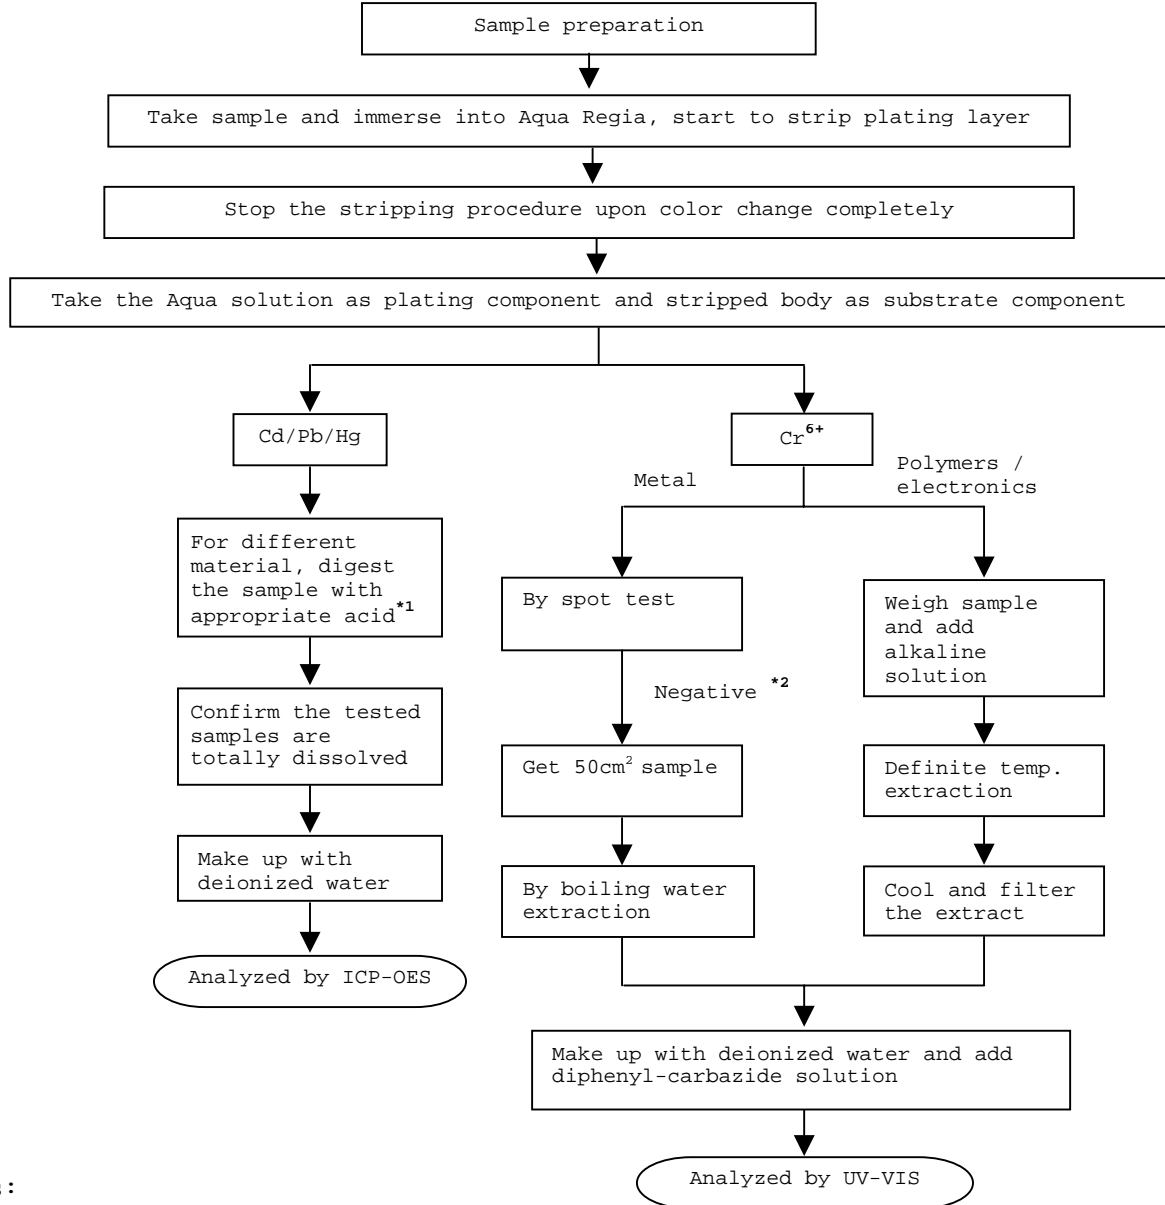 Sample preparation
Take sample and immerse into Aqua Regia, start to strip plating layer
Stop the stripping procedure upon color change completely
Take the Aqua solution as plating component and stripped body as substrate component
Cd/Pb/Hg
Cr6+
Metal
Polymers /
electronics
For different
material, digest
the sample with
appropriate acid*1
By spot test
Weigh sample
and add
alkaline
solution
Negative *2
Confirm the tested
samples are
totally dissolved
Get 50cm2 sample
Definite temp.
extraction
Make up with
deionized water
By boiling water
extraction
Cool and filter
the extract
Analyzed by ICP-OES
Make up with deionized water and add
diphenyl-carbazide solution
Analyzed by UV-VIS